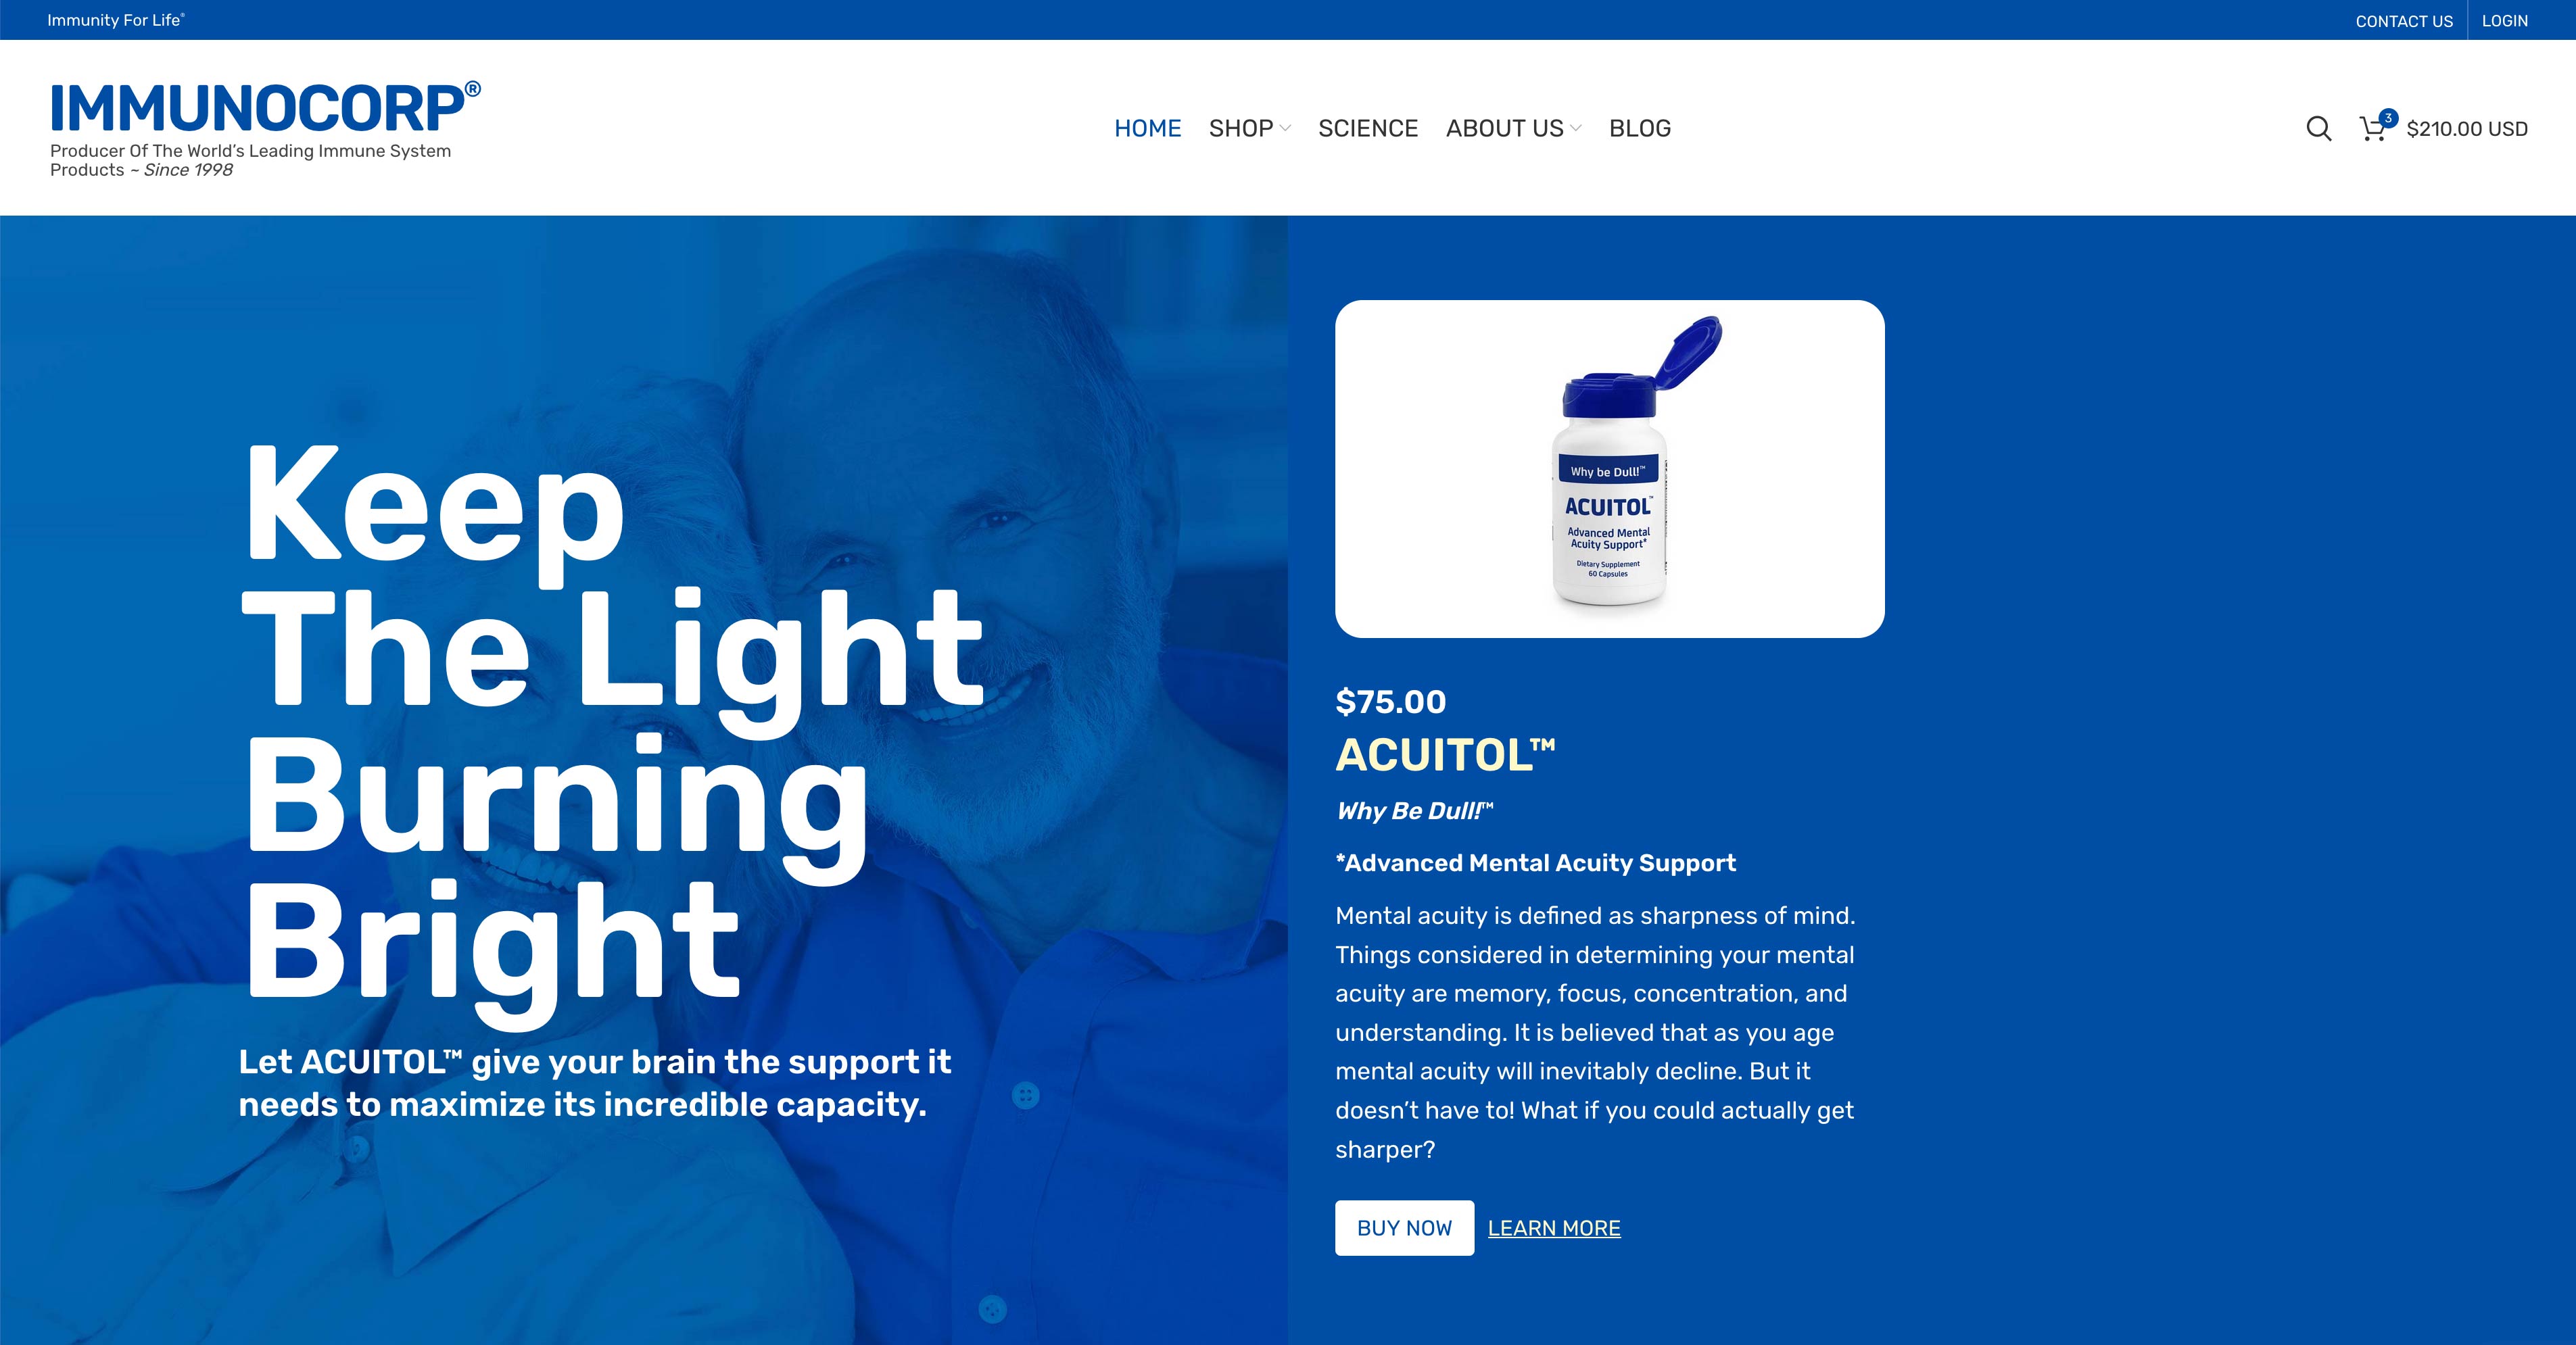 Immunity For Life®
CONTACT US
LOGIN
IMMUNOCORP®
Producer Of The World's Leading Immune System
Products ~ Since 1998
HOME
SHOP
SCIENCE
ABOUT US
BLOG
3
$210.00 USD
Keep
The Light
Burning
Bright
Let ACUITOL™ give your brain the support it
needs to maximize its incredible capacity.
Why be Dull!™
ACUITOL™
Advanced Mental
Acuity Support*
Dietary Supplement
60 Capsules
$75.00
ACUITOL™
Why Be Dull!™
*Advanced Mental Acuity Support
Mental acuity is defined as sharpness of mind.
Things considered in determining your mental
acuity are memory, focus, concentration, and
understanding. It is believed that as you age
mental acuity will inevitably decline. But it
doesn’t have to! What if you could actually get
sharper?
BUY NOW
LEARN MORE